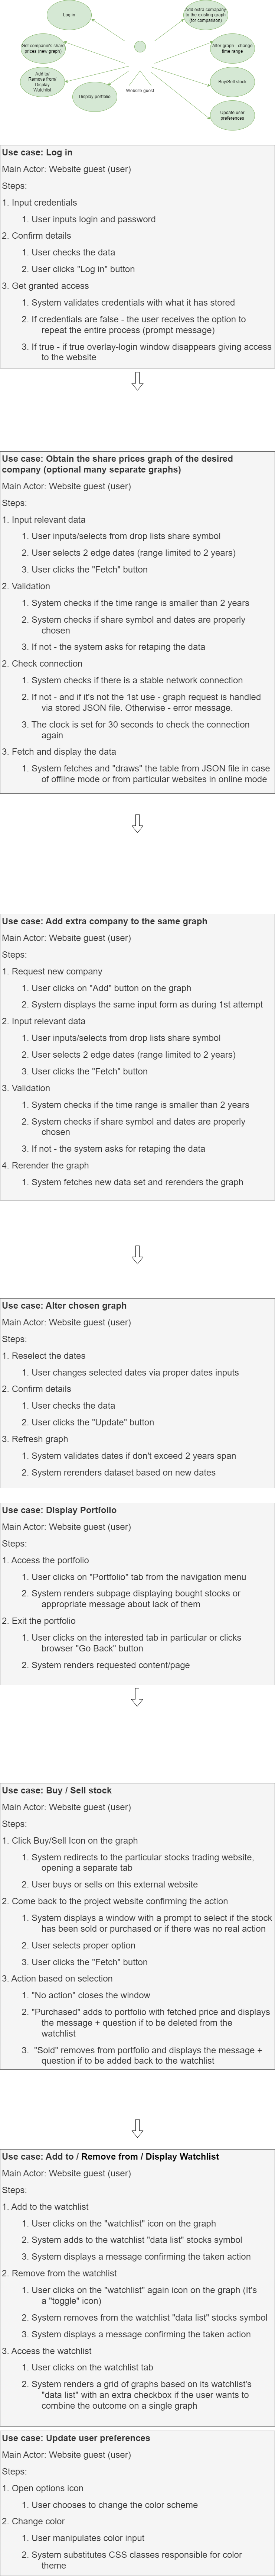 Log in
Add extra comapany
to the exisitng graph
(for comparison)
Get companie's share
prices (new graph)
Alter graph - change
time range
Add to/
Remove from/
Display
Watchlist
Buy/Sell stock
Display portfolio
Website guest
Update user
preferences
Use case: Log in
Main Actor: Website guest (user)
Steps:
1. Input credentials
1. User inputs login and password
2. Confirm details
1. User checks the data
2. User clicks "Log in" button
3. Get granted access
1. System validates credentials with what it has stored
2. If credentials are false - the user receives the option to
repeat the entire process (prompt message)
3. If true - if true overlay-login window disappears giving access
to the website
Use case: Obtain the share prices graph of the desired
company (optional many separate graphs)
Main Actor: Website guest (user)
Steps:
1. Input relevant data
1. User inputs/selects from drop lists share symbol
2. User selects 2 edge dates (range limited to 2 years)
3. User clicks the "Fetch" button
2. Validation
1. System checks if the time range is smaller than 2 years
2. System checks if share symbol and dates are properly
chosen
3. If not - the system asks for retaping the data
2. Check connection
1. System checks if there is a stable network connection
2. If not - and if it's not the 1st use - graph request is handled
via stored JSON file. Otherwise - error message.
3. The clock is set for 30 seconds to check the connection
again
3. Fetch and display the data
1. System fetches and "draws" the table from JSON file in case
of offline mode or from particular websites in online mode
Use case: Add extra company to the same graph
Main Actor: Website guest (user)
Steps:
1. Request new company
1. User clicks on "Add" button on the graph
2. System displays the same input form as during 1st attempt
2. Input relevant data
1. User inputs/selects from drop lists share symbol
2. User selects 2 edge dates (range limited to 2 years)
3. User clicks the "Fetch" button
3. Validation
1. System checks if the time range is smaller than 2 years
2. System checks if share symbol and dates are properly
chosen
3. If not - the system asks for retaping the data
4. Rerender the graph
1. System fetches new data set and rerenders the graph
Use case: Alter chosen graph
Main Actor: Website guest (user)
Steps:
1. Reselect the dates
1. User changes selected dates via proper dates inputs
2. Confirm details
1. User checks the data
2. User clicks the "Update" button
3. Refresh graph
1. System validates dates if don't exceed 2 years span
2. System rerenders dataset based on new dates
Use case: Display Portfolio
Main Actor: Website guest (user)
Steps:
1. Access the portfolio
1. User clicks on "Portfolio" tab from the navigation menu
2. System renders subpage displaying bought stocks or
appropriate message about lack of them
2. Exit the portfolio
1. User clicks on the interested tab in particular or clicks
browser "Go Back" button
2. System renders requested content/page
Use case: Buy / Sell stock
Main Actor: Website guest (user)
Steps:
1. Click Buy/Sell Icon on the graph
1. System redirects to the particular stocks trading website,
opening a separate tab
2. User buys or sells on this external website
2. Come back to the project website confirming the action
1. System displays a window with a prompt to select if the stock
has been sold or purchased or if there was no real action
2. User selects proper option
3. User clicks the "Fetch" button
3. Action based on selection
1. "No action" closes the window
2. "Purchased" adds to portfolio with fetched price and displays
the message + question if to be deleted from the
watchlist
3. "Sold" removes from portfolio and displays the message +
question if to be added back to the watchlist
Use case: Add to / Remove from / Display Watchlist
Main Actor: Website guest (user)
Steps:
1. Add to the watchlist
1. User clicks on the "watchlist" icon on the graph
2. System adds to the watchlist "data list" stocks symbol
3. System displays a message confirming the taken action
2. Remove from the watchlist
1. User clicks on the "watchlist" again icon on the graph (It's
a "toggle" icon)
2. System removes from the watchlist "data list" stocks symbol
3. System displays a message confirming the taken action
3. Access the watchlist
1. User clicks on the watchlist tab
2. System renders a grid of graphs based on its watchlist's
"data list" with an extra checkbox if the user wants to
combine the outcome on a single graph
Use case: Update user preferences
Main Actor: Website guest (user)
Steps:
1. Open options icon
1. User chooses to change the color scheme
2. Change color
1. User manipulates color input
2. System substitutes CSS classes responsible for color
theme